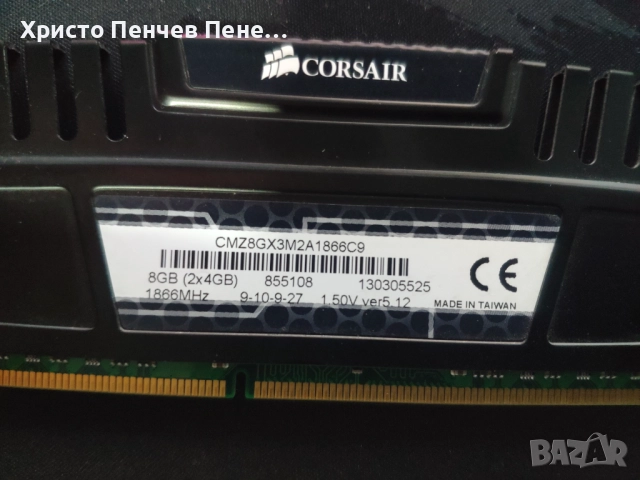 Христо Пенчев Пене...
CORSAIR
CMZ8GX3M2A1866C9
8GB (2x4GB) 855108 130305525
1866MHz 9-10-9-27 1.50V ver5.12
CE
MADE IN TAIWAN
BAZAR